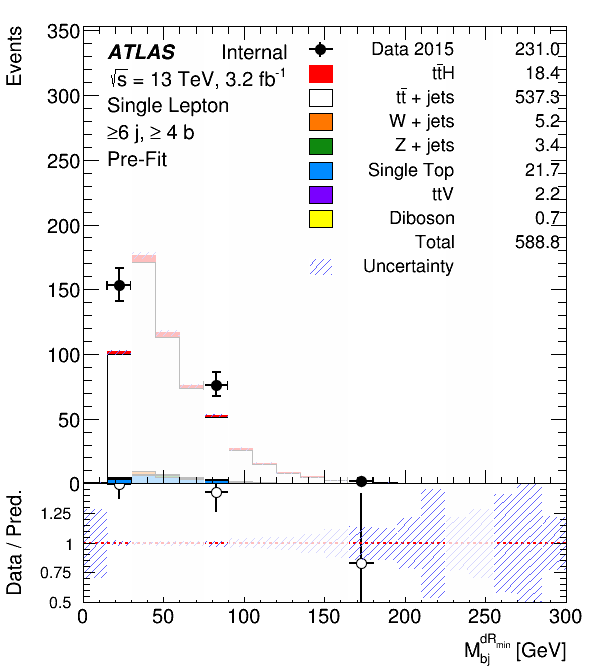 Events
350
300
250
200
150
100
50
0
ATLAS Internal
√s = 13 TeV, 3.2 fb⁻¹
Single Lepton
≥6 j, ≥ 4 b
Pre-Fit
Data 2015 231.0
tt̄H 18.4
tt̄ + jets 537.3
W + jets 5.2
Z + jets 3.4
Single Top 21.7
ttV 2.2
Diboson 0.7
Total 588.8
Uncertainty
Data / Pred.
1.25
1
0.75
0.5
0 50 100 150 200 250 300
M_bj^dR_min [GeV]